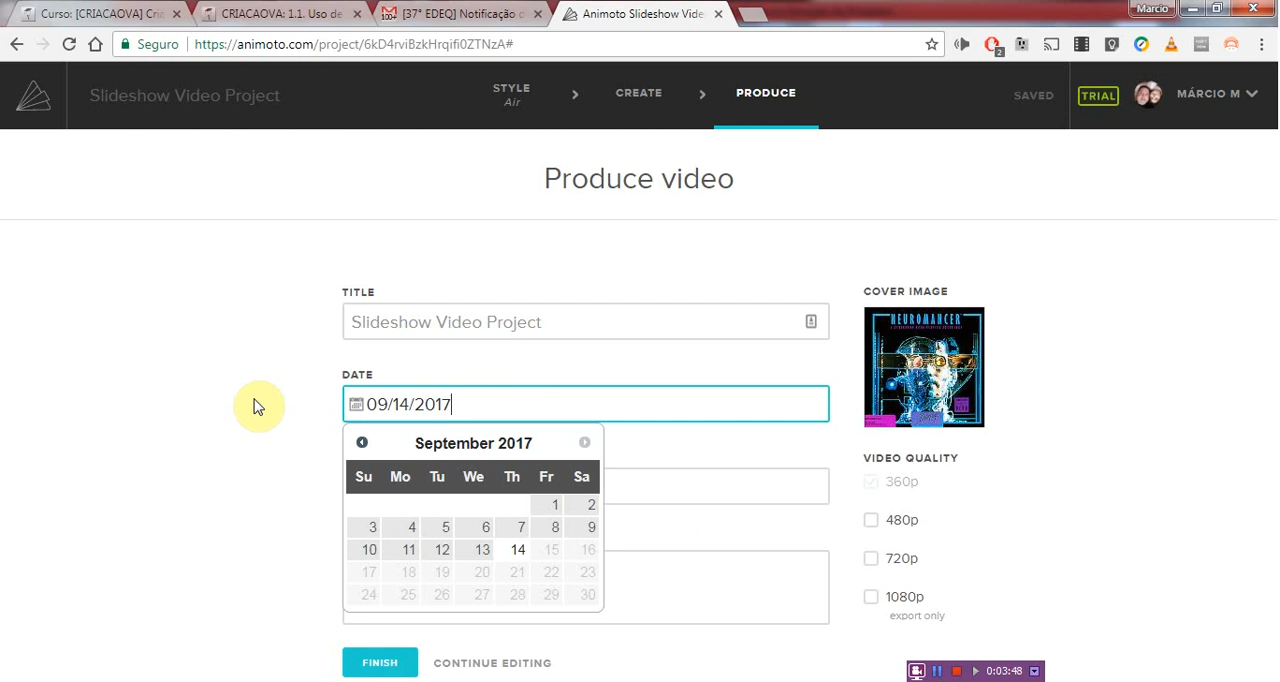 Curso: [CRIACAOVA] Cria
CRIACAOVA: 1.1. Uso de
[37° EDEQ] Notificação d
Animoto Slideshow Vide
Marcio
Seguro
https://animoto.com/project/6kD4rviBzkHrqifi0ZTNzA#
2
Slideshow Video Project
STYLE
Air
CREATE
PRODUCE
SAVED
TRIAL
MÁRCIO M
Produce video
TITLE
Slideshow Video Project
DATE
09/14/2017
September 2017
Su Mo Tu We Th Fr Sa
1 2
3 4 5 6 7 8 9
10 11 12 13 14 15 16
17 18 19 20 21 22 23
24 25 26 27 28 29 30
FINISH
CONTINUE EDITING
COVER IMAGE
NEUROMANCER
VIDEO QUALITY
360p
480p
720p
1080p
export only
0:03:48